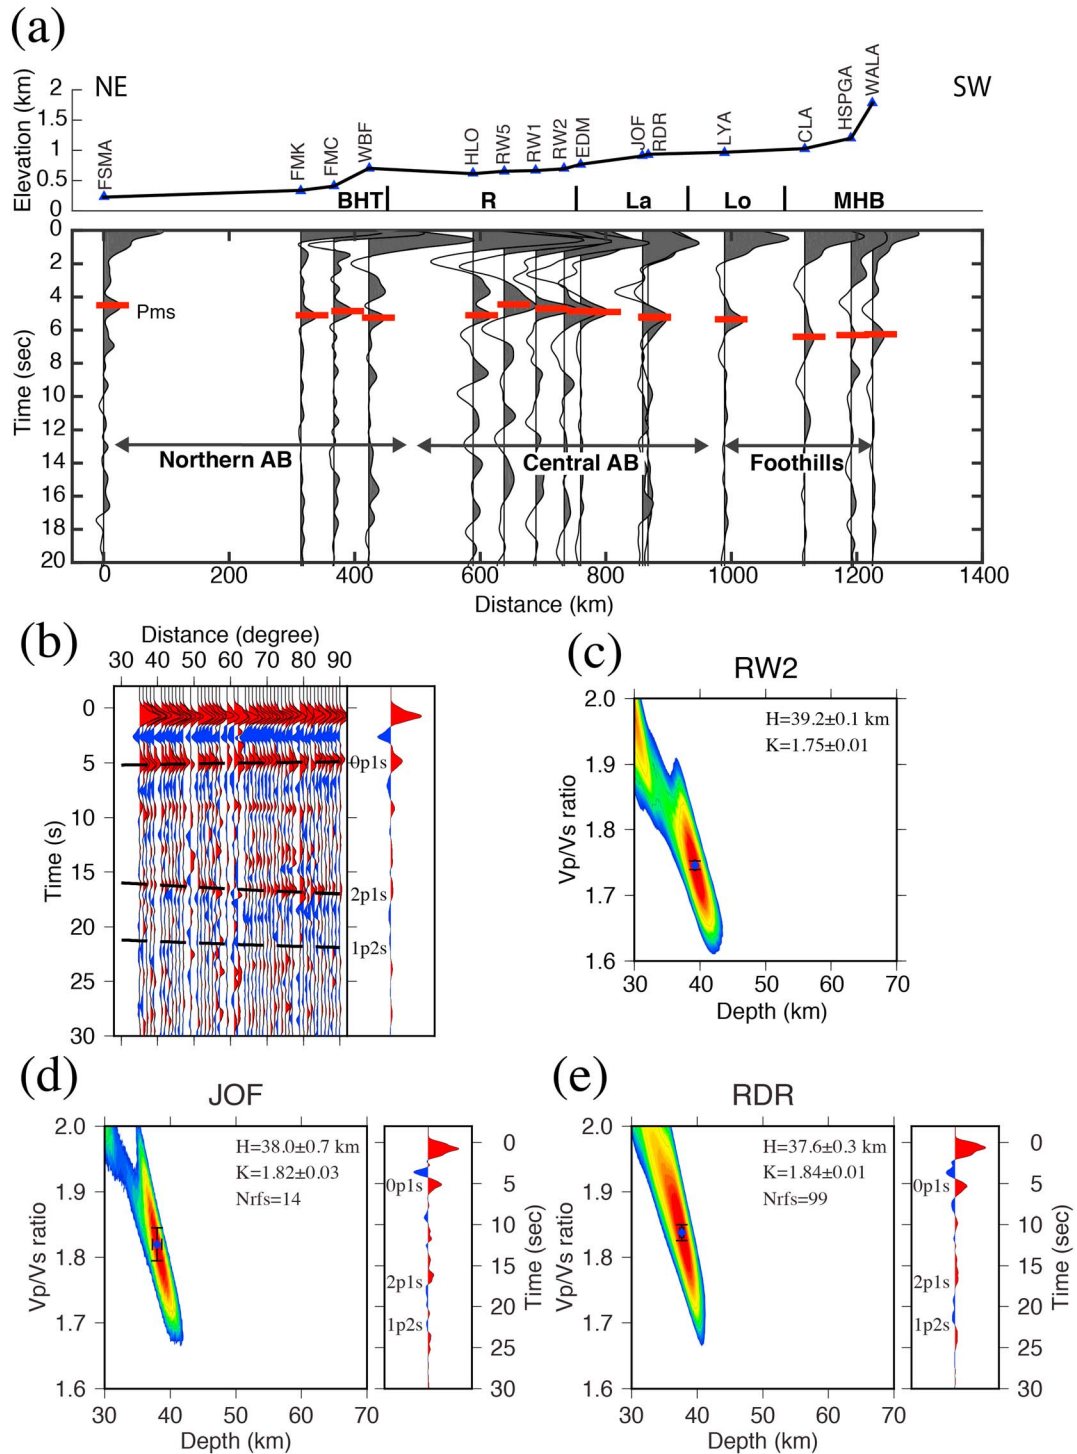 (a)
NE
SW
Elevation (km)
2
1.5
1
0.5
0
FSMA
FMK
FMC
WBF
HLO
RW5
RW1
RW2
EDM
JOF
RDR
LYA
CLA
HSPGA
WALA
BHT
R
La
Lo
MHB
Time (sec)
0
2
4
6
8
10
12
14
16
18
20
Pms
Northern AB
Central AB
Foothills
0 200 400 600 800 1000 1200 1400
Distance (km)
(b)
Distance (degree)
30 40 50 60 70 80 90
Time (s)
0
5
10
15
20
25
30
0p1s
2p1s
1p2s
(c)
RW2
H=39.2±0.1 km
K=1.75±0.01
Vp/Vs ratio
2.0
1.9
1.8
1.7
1.6
30 40 50 60 70
Depth (km)
(d)
JOF
H=38.0±0.7 km
K=1.82±0.03
Nrfs=14
Vp/Vs ratio
2.0
1.9
1.8
1.7
1.6
30 40 50 60 70
Depth (km)
0p1s
2p1s
1p2s
0
5
10
15
20
25
30
Time (sec)
(e)
RDR
H=37.6±0.3 km
K=1.84±0.01
Nrfs=99
Vp/Vs ratio
2.0
1.9
1.8
1.7
1.6
30 40 50 60 70
Depth (km)
0p1s
2p1s
1p2s
0
5
10
15
20
25
30
Time (sec)